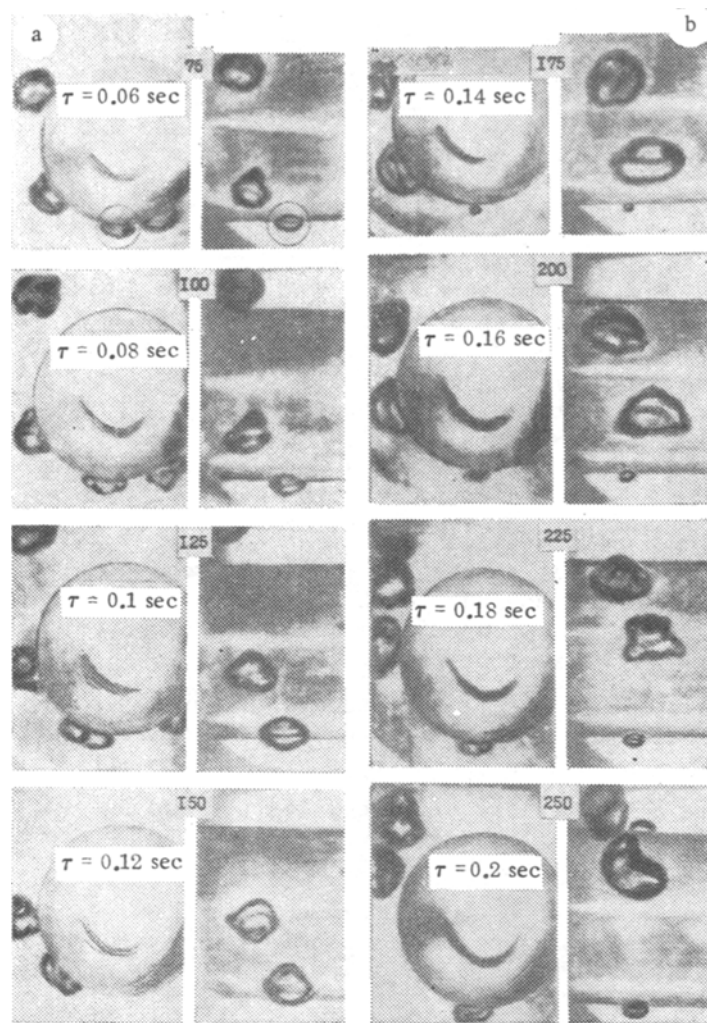 a
b
75
τ = 0.06 sec
I75
τ = 0.14 sec
I00
τ = 0.08 sec
200
τ = 0.16 sec
I25
τ = 0.1 sec
225
τ = 0.18 sec
I50
τ = 0.12 sec
250
τ = 0.2 sec